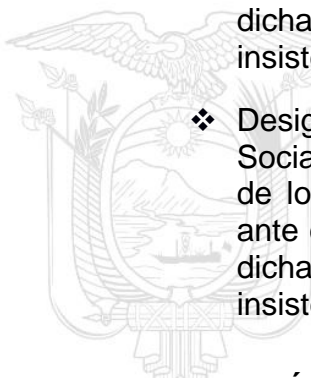 dicha
insist
❖ Desig
Socia
de lo
ante
dicha
insist